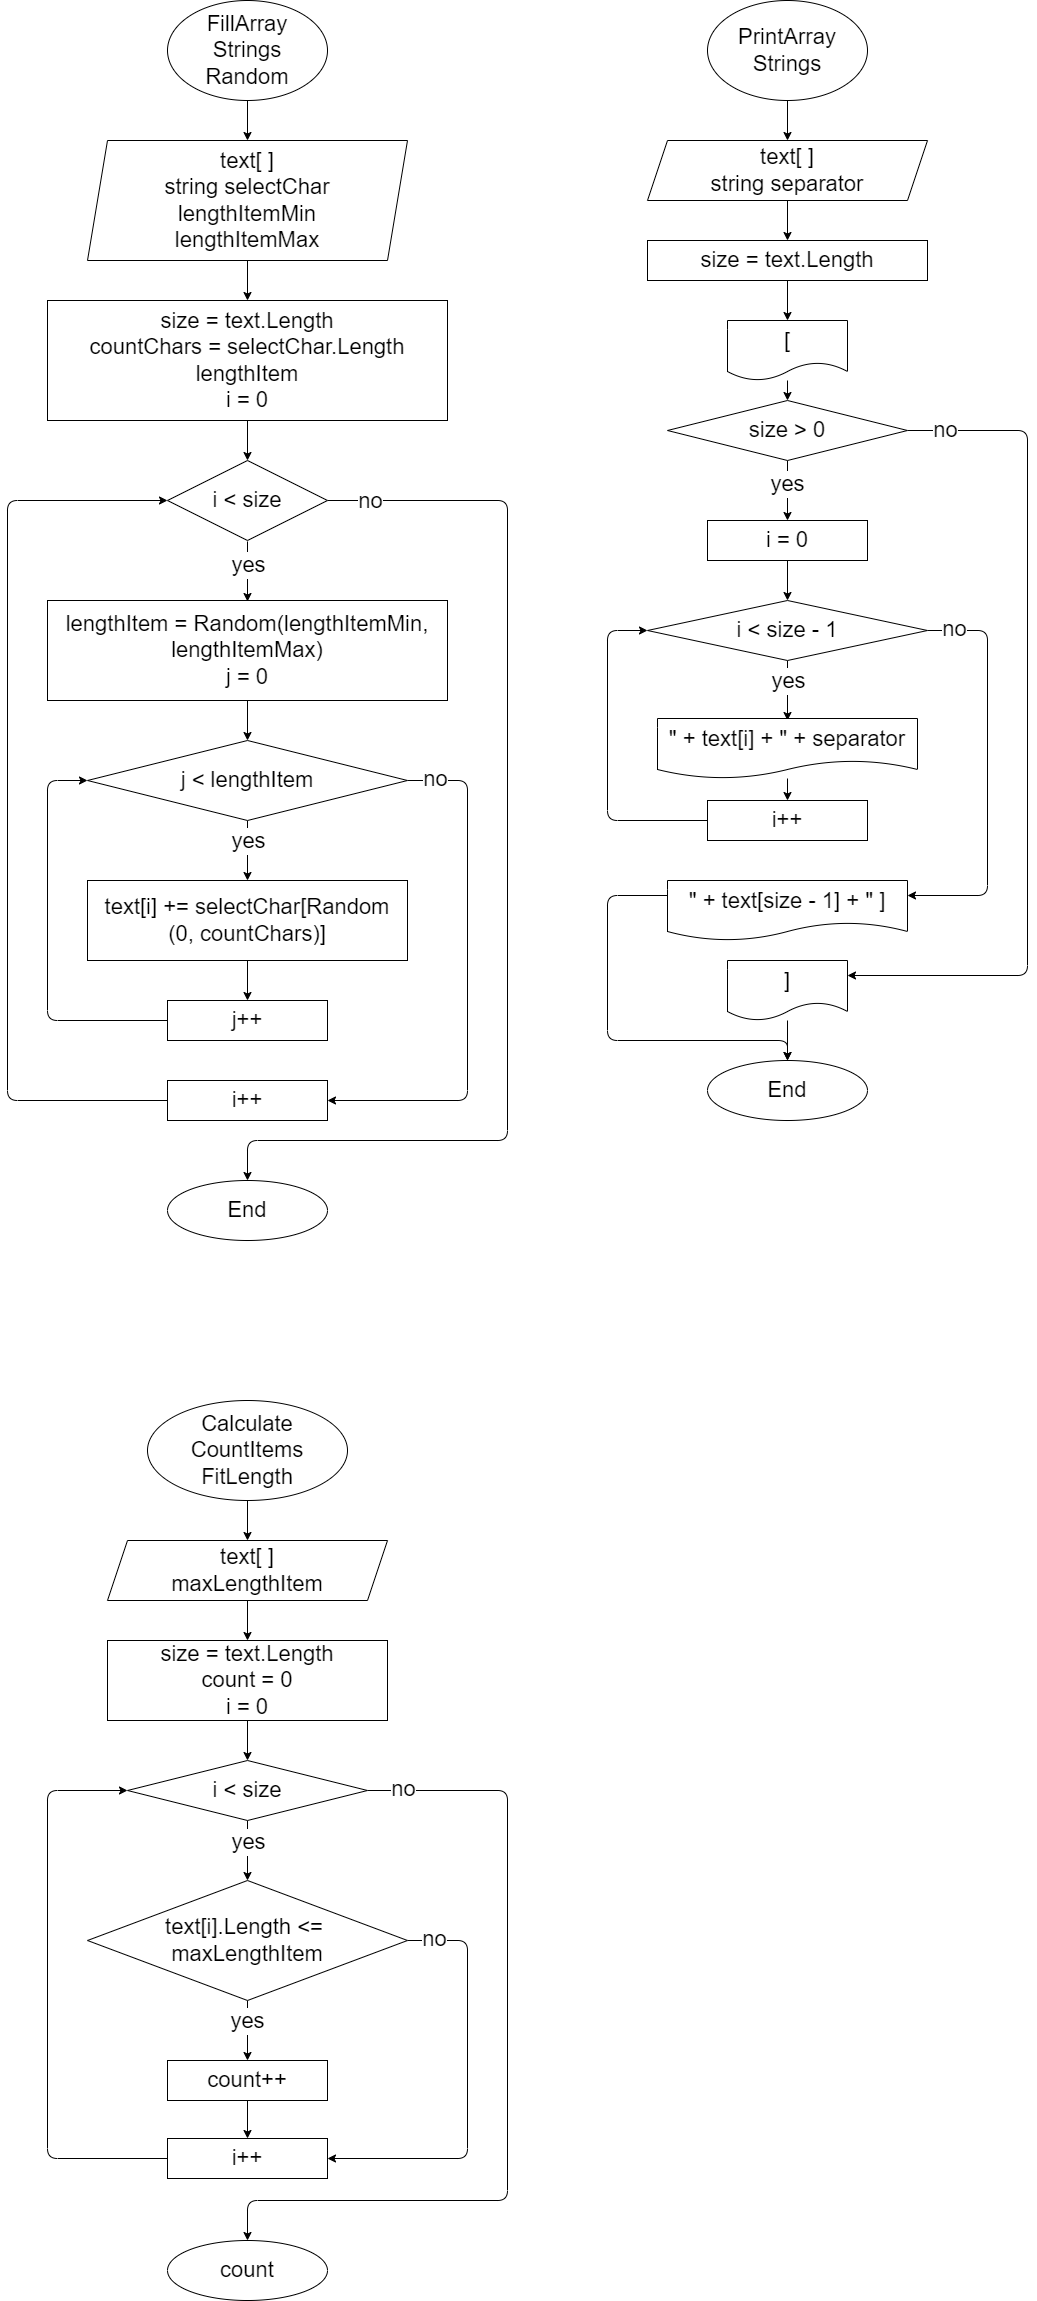 FillArray
Strings
Random
text[ ]
string selectChar
lengthItemMin
lengthItemMax
size = text.Length
countChars = selectChar.Length
lengthItem
i = 0
i < size
no
yes
lengthItem = Random(lengthItemMin,
lengthItemMax)
j = 0
j < lengthItem
no
yes
text[i] += selectChar[Random
(0, countChars)]
j++
i++
End
PrintArray
Strings
text[ ]
string separator
size = text.Length
[
size > 0
no
yes
i = 0
i < size - 1
no
yes
" + text[i] + " + separator
i++
" + text[size - 1] + " ]
]
End
Calculate
CountItems
FitLength
text[ ]
maxLengthItem
size = text.Length
count = 0
i = 0
i < size
no
yes
text[i].Length <=
maxLengthItem
no
yes
count++
i++
count